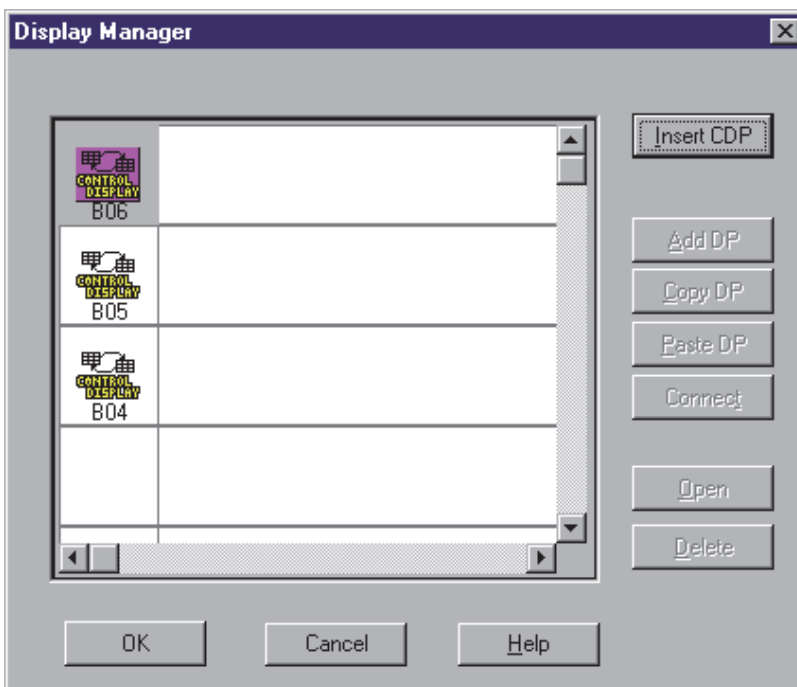 Display Manager
CONTROL
DISPLAY
B06
CONTROL
DISPLAY
B05
CONTROL
DISPLAY
B04
Insert CDP
Add DP
Copy DP
Paste DP
Connect
Open
Delete
OK
Cancel
Help